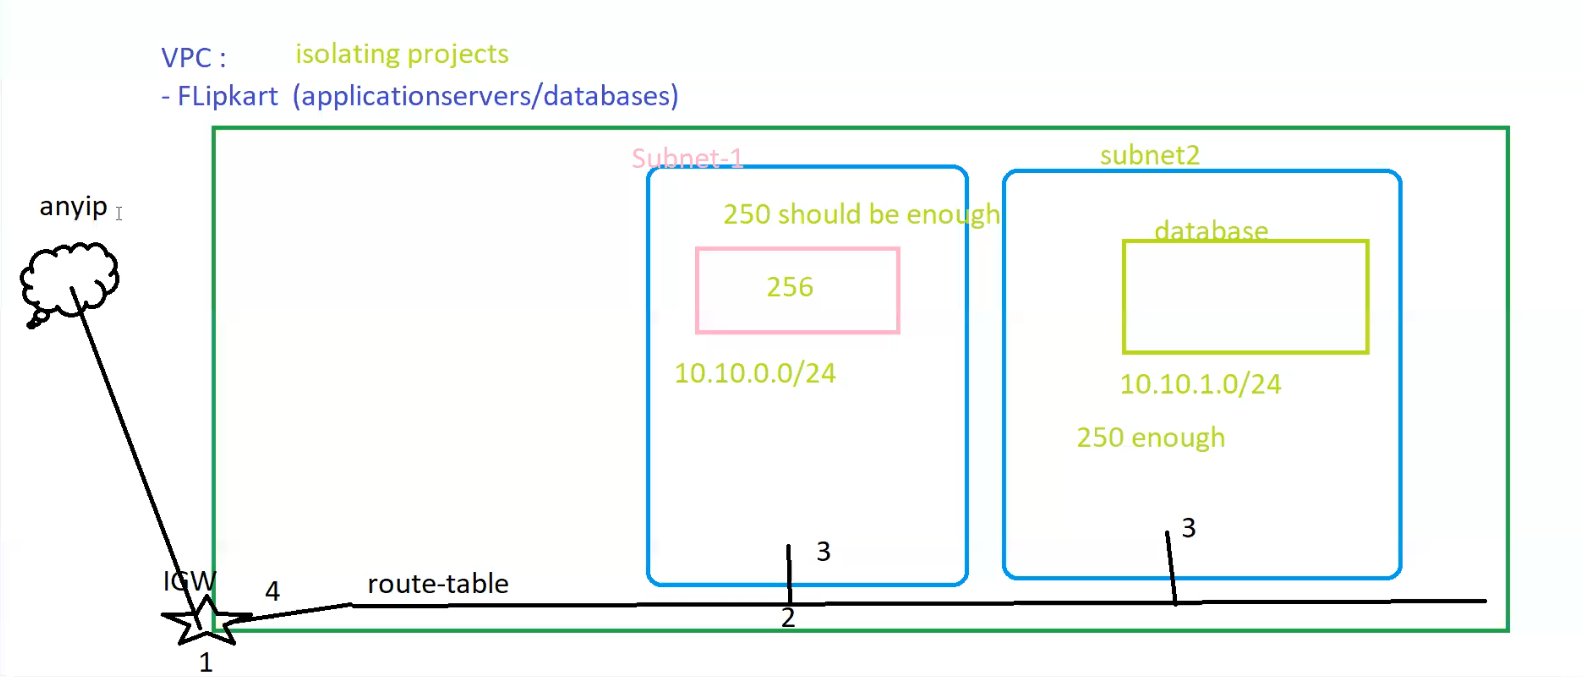 VPC : isolating projects
- FLipkart (applicationservers/databases)
Subnet-1
subnet2
anyip
250 should be enough
database
256
10.10.0.0/24
10.10.1.0/24
250 enough
3
3
IGW
4
route-table
2
1